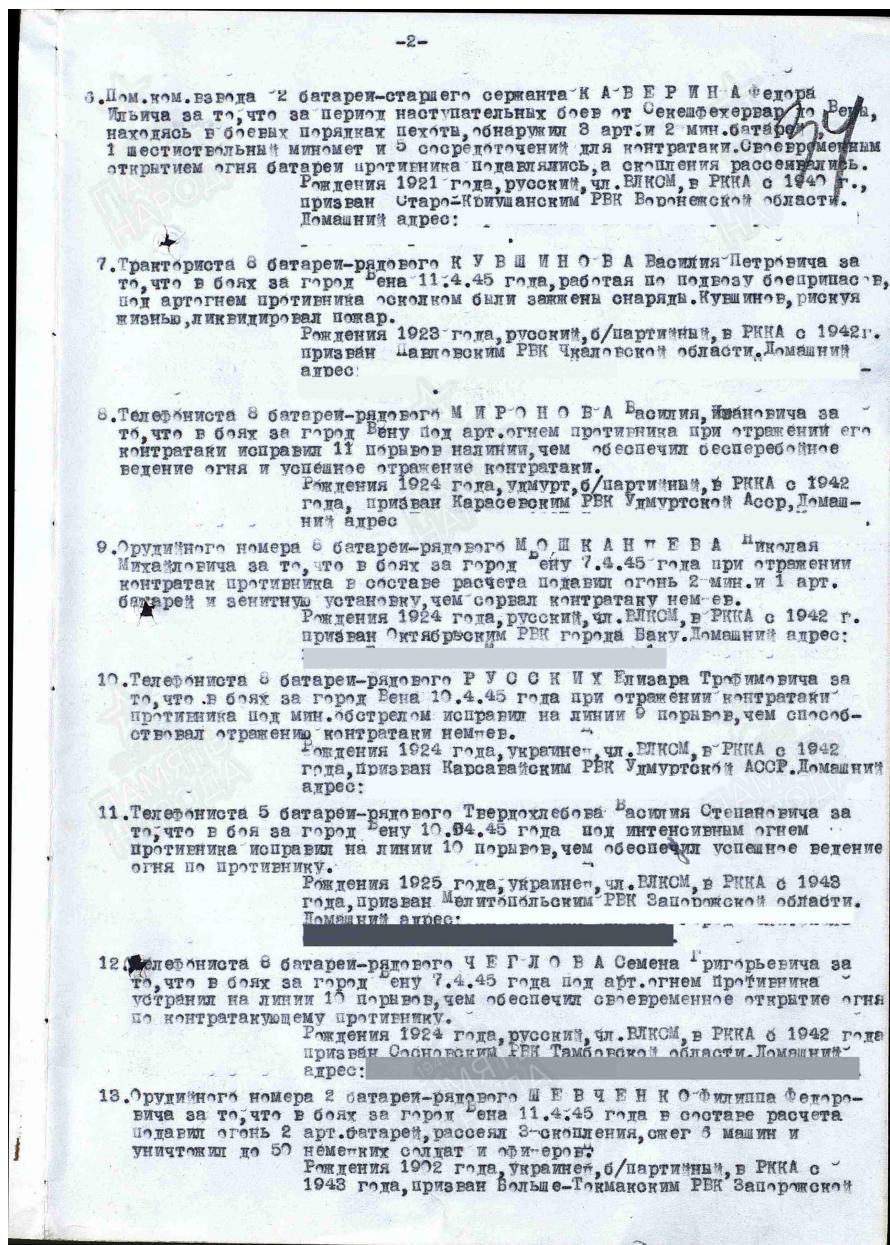 -2-
6.Пом.ком.взвода 2 батареи-старшего сержанта К А В Е Р И Н А Федора
Ильича за то,что за период наступательных боев от Секешфехервар до Вены,
находясь в боевых порядках пехоты,обнаружил 3 арт.и 2 мин.батареи
1 шестиствольный миномет и 5 сосредоточений для контратаки.Своевременным
открытием огня батареи противника подавлялись,а скопления рассеивались.
Рождения 1921 года,русский,чл.ВЛКСМ,в РККА с 1940 г.,
призван Старо-Криушанским РВК Воронежской области.
Домашний адрес:
7.Тракториста 8 батареи-рядового К У В Ш И Н О В А Василия Петровича за
то,что в боях за город Вена 11.4.45 года,работая по подвозу боеприпасов,
под артогнем противника осколком были зажжены снаряды.Кувшинов,рискуя
жизнью,ликвидировал пожар.
Рождения 1923 года,русский,б/партийный,в РККА с 1942г.
призван Павловским РВК Чкаловской области.Домашний
адрес:
8.Телефониста 8 батареи-рядового М И Р О Н О В А Василия,Ивановича за
то,что в боях за город Вену под арт.огнем противника при отражений его
контратаки исправил 11 порывов налинии,чем обеспечил бесперебойное
ведение огня и успешное отражение контратаки.
Рождения 1924 года,удмурт,б/партийный,в РККА с 1942
года, призван Карасевским РВК Удмуртской Асср,Домаш-
ний адрес
9.Орудийного номера 8 батареи-рядового М О Ш К А Н Ц Е В А Николая
Михайловича за то,что в боях за город Вену 7.4.45 года при отражении
контратак противника в составе расчета подавил огонь 2 мин.и 1 арт.
батарей и зенитную установку,чем сорвал контратаку немцев.
Рождения 1924 года,русский,чл.ВЛКСМ,в РККА с 1942 г.
призван Октябрьским РВК города Баку.Домашний адрес:
10.Телефониста 8 батареи-рядового Р У С С К И Х Елизара Трофимовича за
то,что в боях за город Вена 10.4.45 года при отражении контратаки
противника под мин.обстрелом исправил на линии 9 порывов,чем способ-
ствовал отражению контратаки немцев.
Рождения 1924 года,украинец,чл.ВЛКСМ,в РККА с 1942
года,призван Карсавайским РВК Удмуртской АССР.Домашний
адрес:
11.Телефониста 5 батареи-рядового Твердохлебова Василия Степановича за
то,что в боя за город Вену 10.04.45 года под интенсивным огнем
противника исправил на линии 10 порывов,чем обеспечил успешное ведение
огня по противнику.
Рождения 1925 года,украинец,чл.ВЛКСМ,в РККА с 1943
года,призван Мелитопольским РВК Запорожской области.
Домашний адрес:
12.Телефониста 8 батареи-рядового Ч Е Г Л О В А Семена Григорьевича за
то,что в боях за город Вену 7.4.45 года под арт.огнем противника
устранил на линии 10 порывов,чем обеспечил своевременное открытие огня
по контратакующему противнику.
Рождения 1924 года,русский,чл.ВЛКСМ,в РККА с 1942 года
призван Сосновским РВК Тамбовской области.Домашний
адрес:
13.Орудийного номера 2 батареи-рядового Ш Е В Ч Е Н К О Филиппа Федоро-
вича за то,что в боях за город Вена 11.4.45 года в составе расчета
подавил огонь 2 арт.батарей,рассеял 3 скопления,сжег 6 машин и
уничтожил до 50 немецких солдат и офицеров.
Рождения 1902 года,украинец,б/партийный,в РККА с
1943 года,призван Больше-Токмакским РВК Запорожской